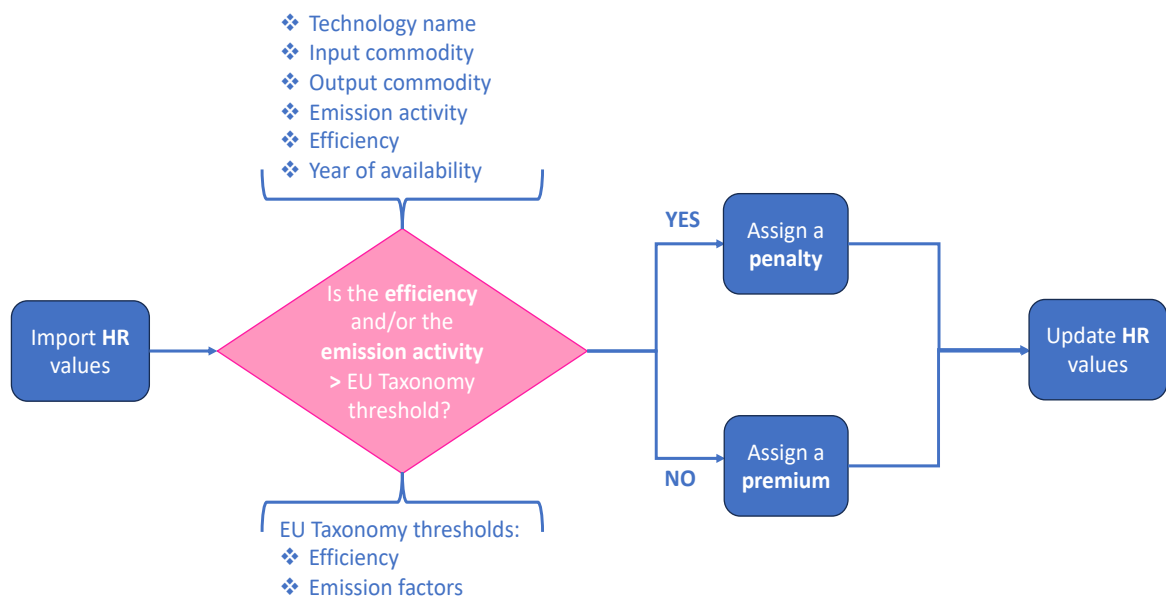 ❖ Technology name
❖ Input commodity
❖ Output commodity
❖ Emission activity
❖ Efficiency
❖ Year of availability
Import HR
values
Is the efficiency
and/or the
emission activity
> EU Taxonomy
threshold?
YES
Assign a
penalty
NO
Assign a
premium
Update HR
values
EU Taxonomy thresholds:
❖ Efficiency
❖ Emission factors